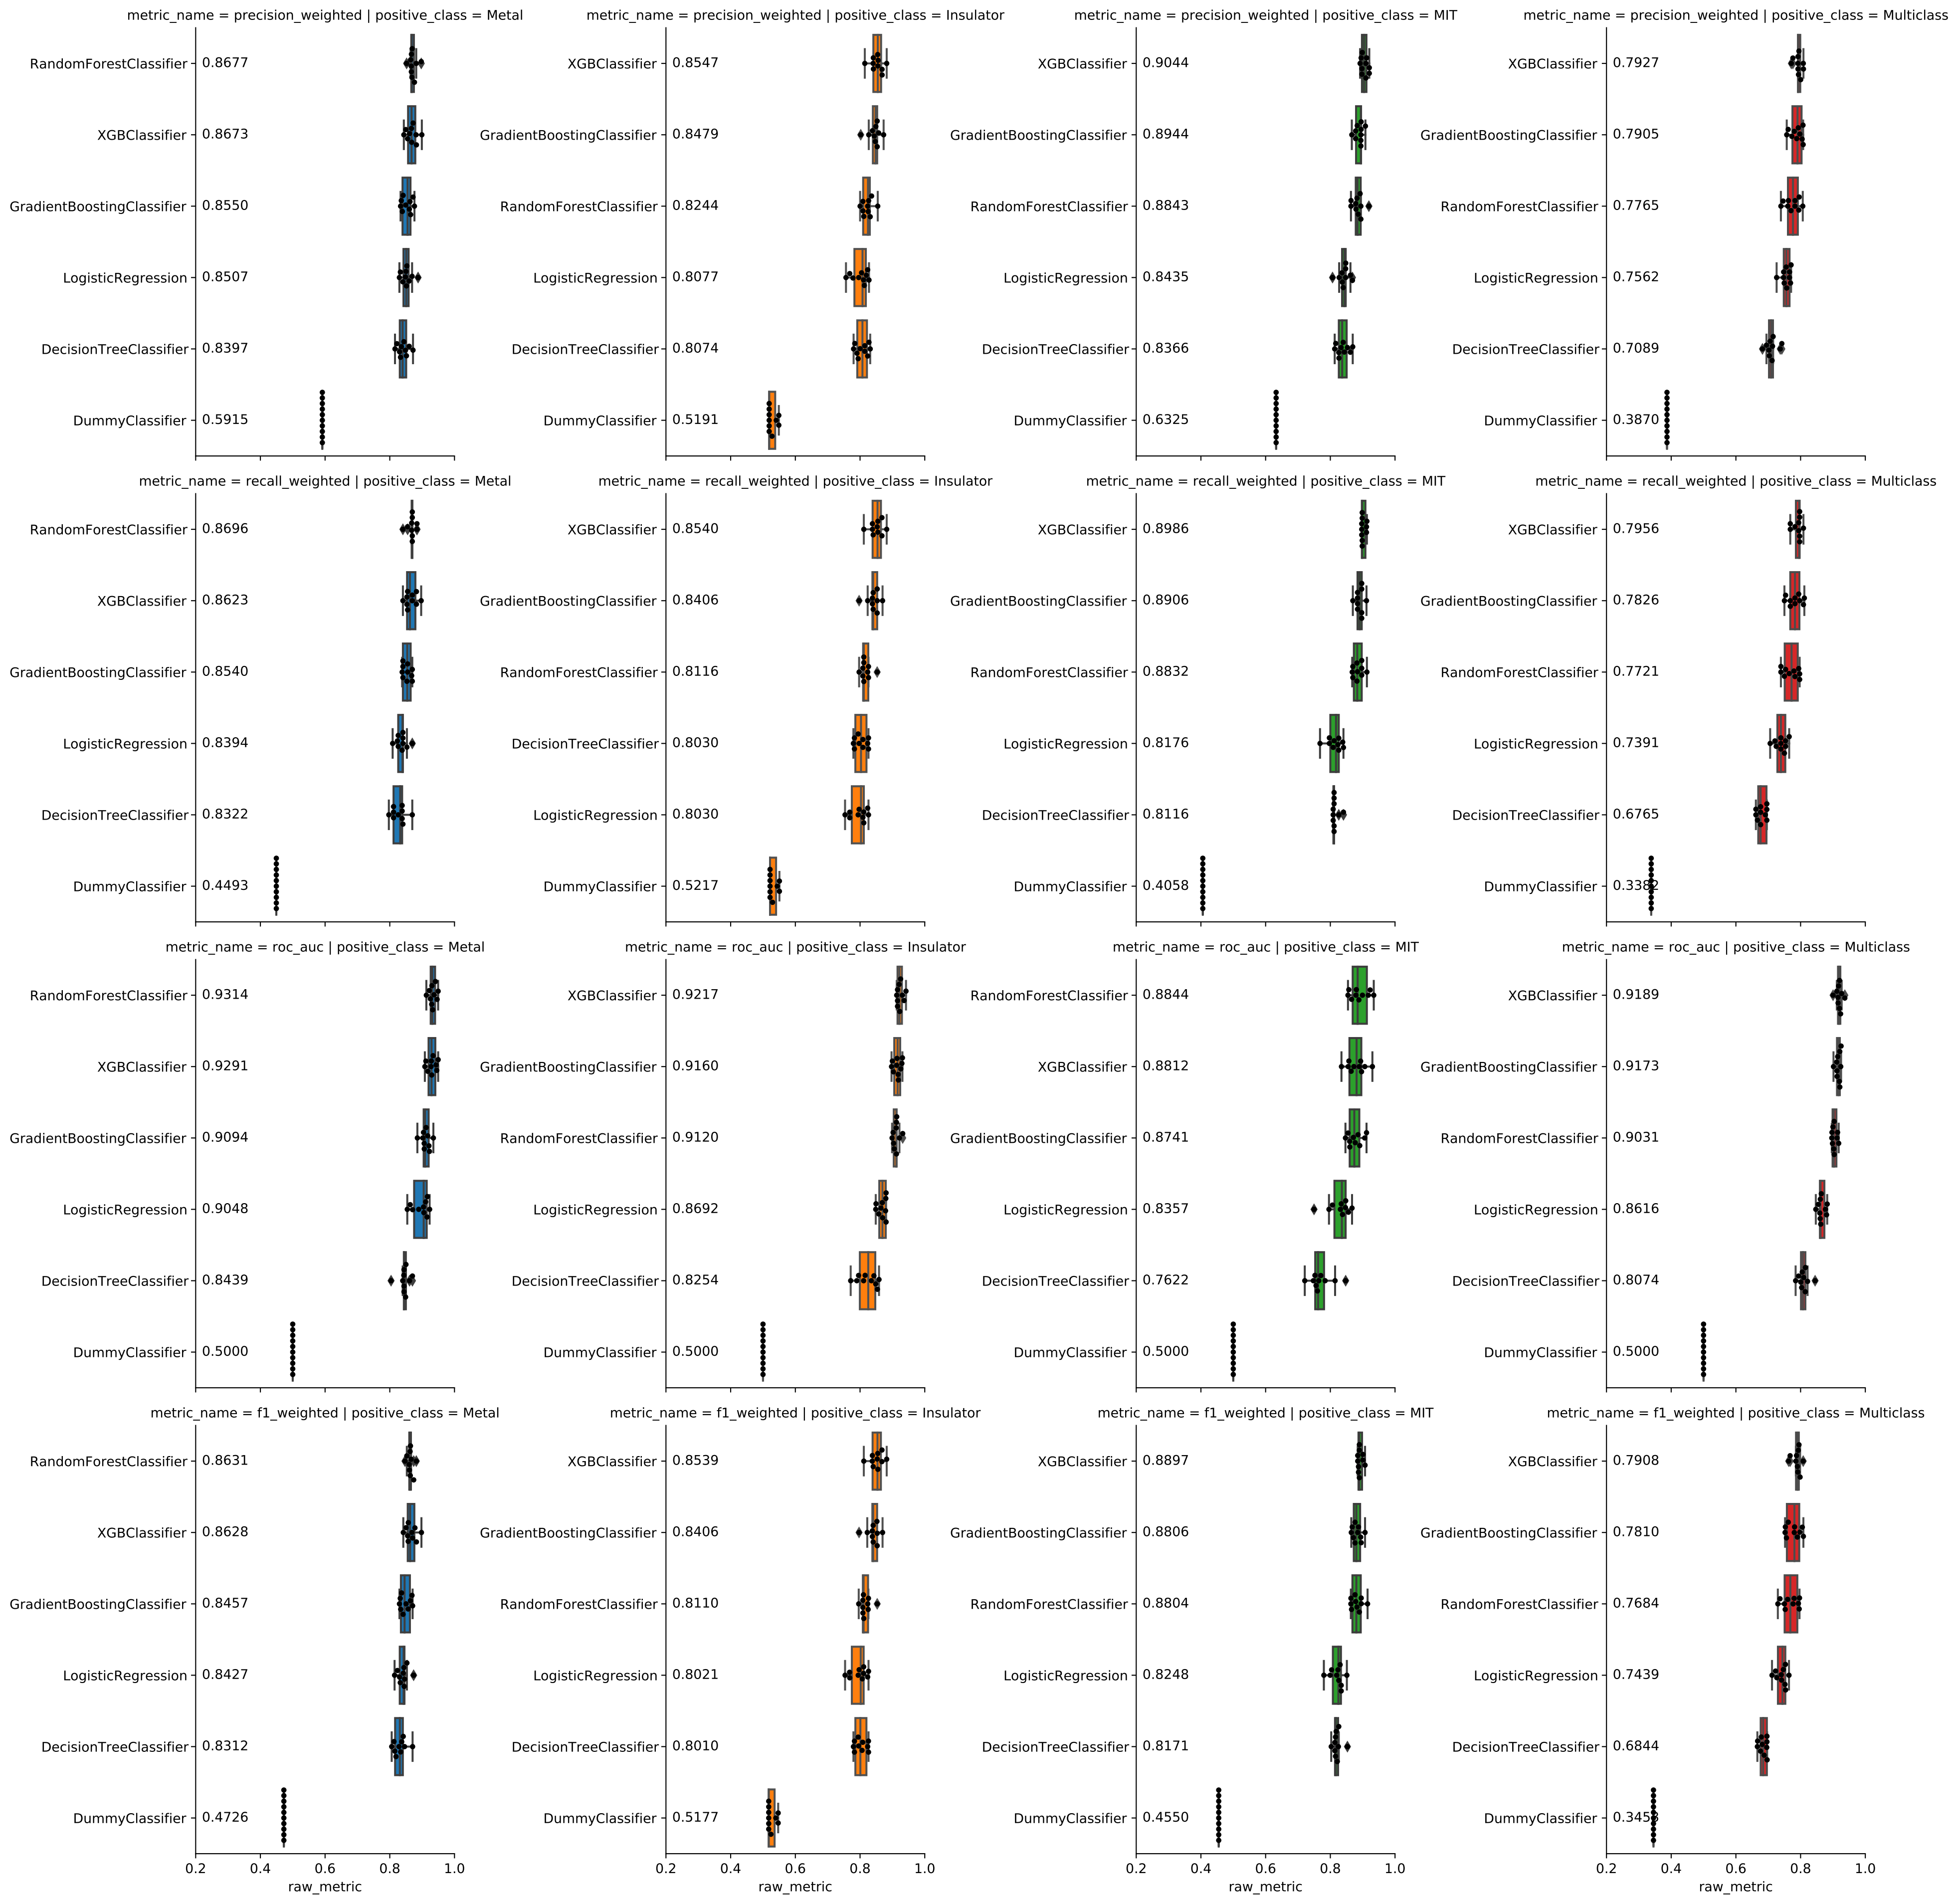 metric_name = precision_weighted | positive_class = Metal
RandomForestClassifier 0.8677
XGBClassifier 0.8673
GradientBoostingClassifier 0.8550
LogisticRegression 0.8507
DecisionTreeClassifier 0.8397
DummyClassifier 0.5915
metric_name = precision_weighted | positive_class = Insulator
XGBClassifier 0.8547
GradientBoostingClassifier 0.8479
RandomForestClassifier 0.8244
LogisticRegression 0.8077
DecisionTreeClassifier 0.8074
DummyClassifier 0.5191
metric_name = precision_weighted | positive_class = MIT
XGBClassifier 0.9044
GradientBoostingClassifier 0.8944
RandomForestClassifier 0.8843
LogisticRegression 0.8435
DecisionTreeClassifier 0.8366
DummyClassifier 0.6325
metric_name = precision_weighted | positive_class = Multiclass
XGBClassifier 0.7927
GradientBoostingClassifier 0.7905
RandomForestClassifier 0.7765
LogisticRegression 0.7562
DecisionTreeClassifier 0.7089
DummyClassifier 0.3870
metric_name = recall_weighted | positive_class = Metal
RandomForestClassifier 0.8696
XGBClassifier 0.8623
GradientBoostingClassifier 0.8540
LogisticRegression 0.8394
DecisionTreeClassifier 0.8322
DummyClassifier 0.4493
metric_name = recall_weighted | positive_class = Insulator
XGBClassifier 0.8540
GradientBoostingClassifier 0.8406
RandomForestClassifier 0.8116
DecisionTreeClassifier 0.8030
LogisticRegression 0.8030
DummyClassifier 0.5217
metric_name = recall_weighted | positive_class = MIT
XGBClassifier 0.8986
GradientBoostingClassifier 0.8906
RandomForestClassifier 0.8832
LogisticRegression 0.8176
DecisionTreeClassifier 0.8116
DummyClassifier 0.4058
metric_name = recall_weighted | positive_class = Multiclass
XGBClassifier 0.7956
GradientBoostingClassifier 0.7826
RandomForestClassifier 0.7721
LogisticRegression 0.7391
DecisionTreeClassifier 0.6765
DummyClassifier 0.3382
metric_name = roc_auc | positive_class = Metal
RandomForestClassifier 0.9314
XGBClassifier 0.9291
GradientBoostingClassifier 0.9094
LogisticRegression 0.9048
DecisionTreeClassifier 0.8439
DummyClassifier 0.5000
metric_name = roc_auc | positive_class = Insulator
XGBClassifier 0.9217
GradientBoostingClassifier 0.9160
RandomForestClassifier 0.9120
LogisticRegression 0.8692
DecisionTreeClassifier 0.8254
DummyClassifier 0.5000
metric_name = roc_auc | positive_class = MIT
RandomForestClassifier 0.8844
XGBClassifier 0.8812
GradientBoostingClassifier 0.8741
LogisticRegression 0.8357
DecisionTreeClassifier 0.7622
DummyClassifier 0.5000
metric_name = roc_auc | positive_class = Multiclass
XGBClassifier 0.9189
GradientBoostingClassifier 0.9173
RandomForestClassifier 0.9031
LogisticRegression 0.8616
DecisionTreeClassifier 0.8074
DummyClassifier 0.5000
metric_name = f1_weighted | positive_class = Metal
RandomForestClassifier 0.8631
XGBClassifier 0.8628
GradientBoostingClassifier 0.8457
LogisticRegression 0.8427
DecisionTreeClassifier 0.8312
DummyClassifier 0.4726
0.2 0.4 0.6 0.8 1.0
raw_metric
metric_name = f1_weighted | positive_class = Insulator
XGBClassifier 0.8539
GradientBoostingClassifier 0.8406
RandomForestClassifier 0.8110
LogisticRegression 0.8021
DecisionTreeClassifier 0.8010
DummyClassifier 0.5177
0.2 0.4 0.6 0.8 1.0
raw_metric
metric_name = f1_weighted | positive_class = MIT
XGBClassifier 0.8897
GradientBoostingClassifier 0.8806
RandomForestClassifier 0.8804
LogisticRegression 0.8248
DecisionTreeClassifier 0.8171
DummyClassifier 0.4550
0.2 0.4 0.6 0.8 1.0
raw_metric
metric_name = f1_weighted | positive_class = Multiclass
XGBClassifier 0.7908
GradientBoostingClassifier 0.7810
RandomForestClassifier 0.7684
LogisticRegression 0.7439
DecisionTreeClassifier 0.6844
DummyClassifier
0.2 0.4 0.6 0.8 1.0
raw_metric